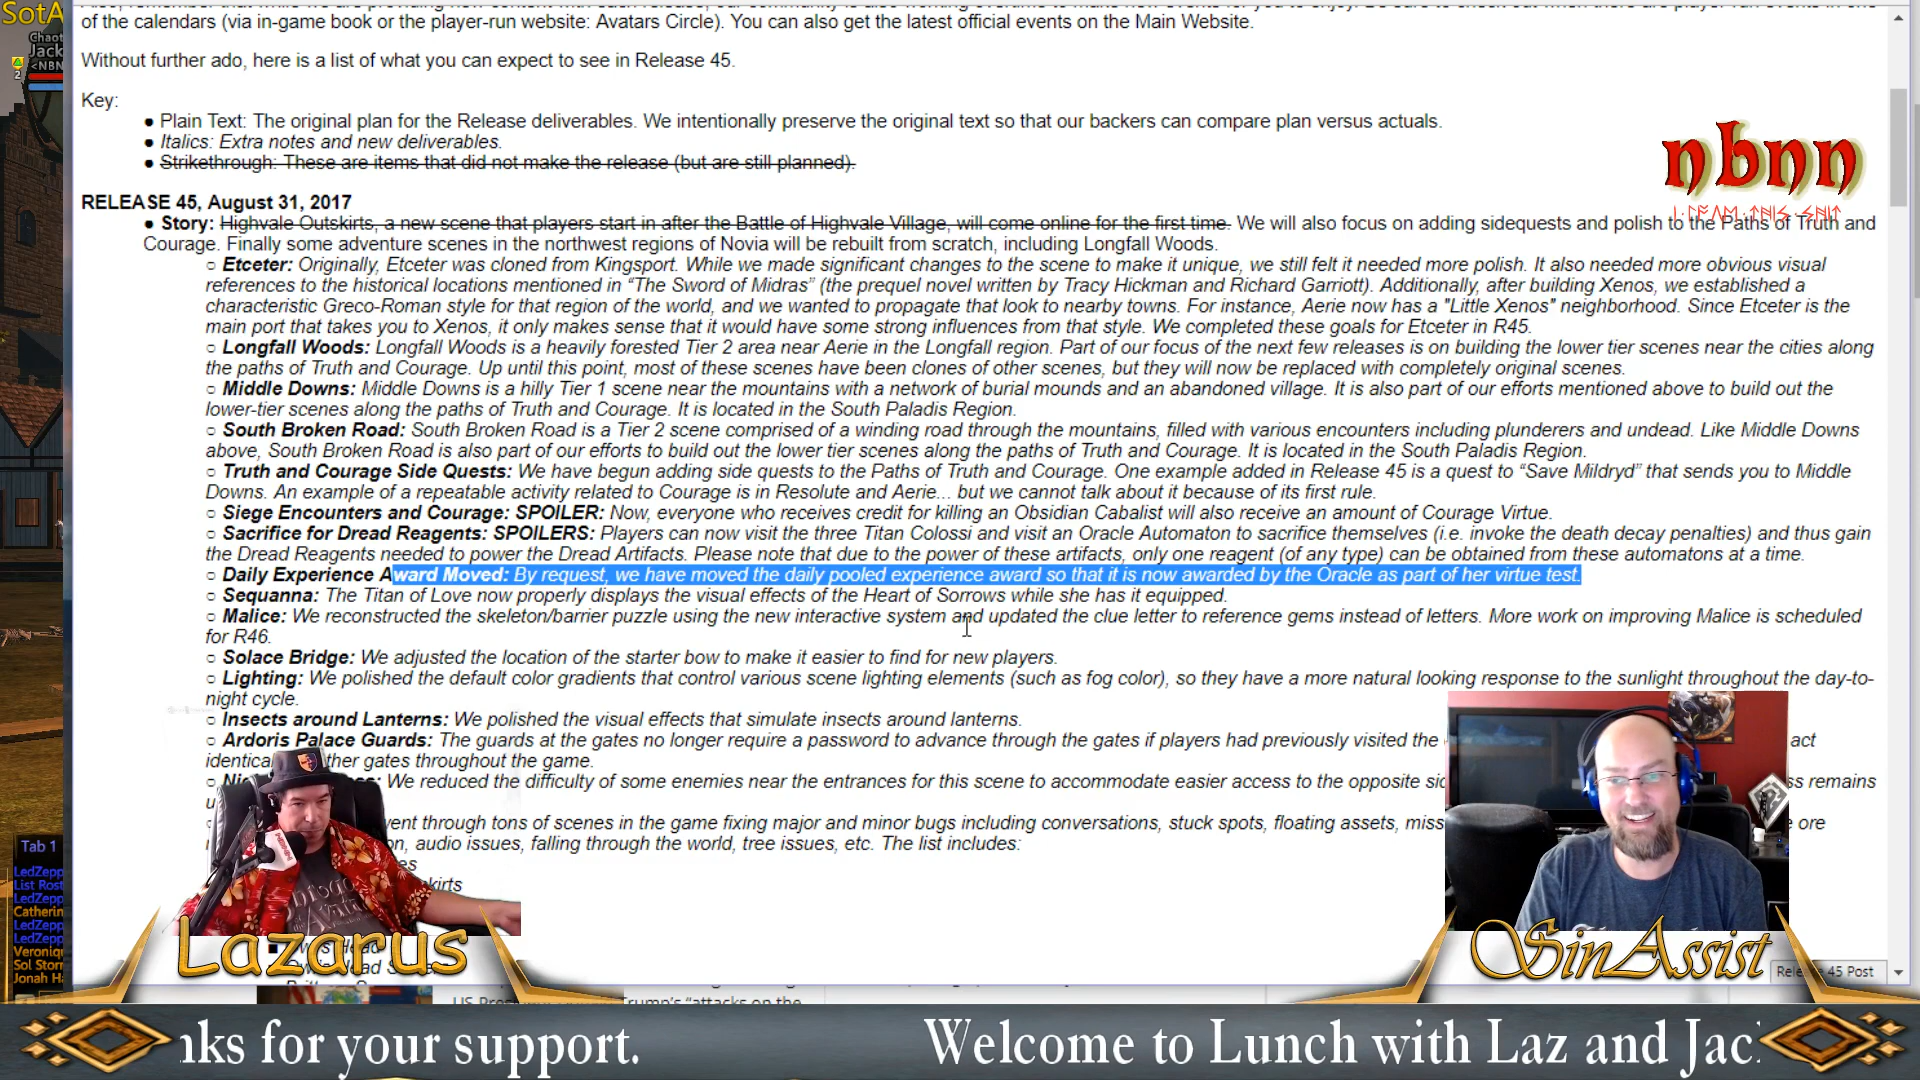 SotA
of the calendars (via in-game book or the player-run website: Avatars Circle). You can also get the latest official events on the Main Website.
Chaot
Jack
<NBN
2
Without further ado, here is a list of what you can expect to see in Release 45.
Key:
● Plain Text: The original plan for the Release deliverables. We intentionally preserve the original text so that our backers can compare plan versus actuals.
● Italics: Extra notes and new deliverables.
● Strikethrough: These are items that did not make the release (but are still planned).
nbnn
RELEASE 45, August 31, 2017
● Story: Highvale Outskirts, a new scene that players start in after the Battle of Highvale Village, will come online for the first time. We will also focus on adding sidequests and polish to the Paths of Truth and
Courage. Finally some adventure scenes in the northwest regions of Novia will be rebuilt from scratch, including Longfall Woods.
○ Etceter: Originally, Etceter was cloned from Kingsport. While we made significant changes to the scene to make it unique, we still felt it needed more polish. It also needed more obvious visual
references to the historical locations mentioned in “The Sword of Midras” (the prequel novel written by Tracy Hickman and Richard Garriott). Additionally, after building Xenos, we established a
characteristic Greco-Roman style for that region of the world, and we wanted to propagate that look to nearby towns. For instance, Aerie now has a "Little Xenos" neighborhood. Since Etceter is the
main port that takes you to Xenos, it only makes sense that it would have some strong influences from that style. We completed these goals for Etceter in R45.
○ Longfall Woods: Longfall Woods is a heavily forested Tier 2 area near Aerie in the Longfall region. Part of our focus of the next few releases is on building the lower tier scenes near the cities along
the paths of Truth and Courage. Up until this point, most of these scenes have been clones of other scenes, but they will now be replaced with completely original scenes.
○ Middle Downs: Middle Downs is a hilly Tier 1 scene near the mountains with a network of burial mounds and an abandoned village. It is also part of our efforts mentioned above to build out the
lower-tier scenes along the paths of Truth and Courage. It is located in the South Paladis Region.
○ South Broken Road: South Broken Road is a Tier 2 scene comprised of a winding road through the mountains, filled with various encounters including plunderers and undead. Like Middle Downs
above, South Broken Road is also part of our efforts to build out the lower tier scenes along the paths of Truth and Courage. It is located in the South Paladis Region.
○ Truth and Courage Side Quests: We have begun adding side quests to the Paths of Truth and Courage. One example added in Release 45 is a quest to “Save Mildryd” that sends you to Middle
Downs. An example of a repeatable activity related to Courage is in Resolute and Aerie... but we cannot talk about it because of its first rule.
○ Siege Encounters and Courage: SPOILER: Now, everyone who receives credit for killing an Obsidian Cabalist will also receive an amount of Courage Virtue.
○ Sacrifice for Dread Reagents: SPOILERS: Players can now visit the three Titan Colossi and visit an Oracle Automaton to sacrifice themselves (i.e. invoke the death decay penalties) and thus gain
the Dread Reagents needed to power the Dread Artifacts. Please note that due to the power of these artifacts, only one reagent (of any type) can be obtained from these automatons at a time.
○ Daily Experience Award Moved: By request, we have moved the daily pooled experience award so that it is now awarded by the Oracle as part of her virtue test.
○ Sequanna: The Titan of Love now properly displays the visual effects of the Heart of Sorrows while she has it equipped.
○ Malice: We reconstructed the skeleton/barrier puzzle using the new interactive system and updated the clue letter to reference gems instead of letters. More work on improving Malice is scheduled
for R46.
○ Solace Bridge: We adjusted the location of the starter bow to make it easier to find for new players.
○ Lighting: We polished the default color gradients that control various scene lighting elements (such as fog color), so they have a more natural looking response to the sunlight throughout the day-to-
night cycle.
○ Insects around Lanterns: We polished the visual effects that simulate insects around lanterns.
○ Ardoris Palace Guards: The guards at the gates no longer require a password to advance through the gates if players had previously visited the act
identica ther gates throughout the game.
○ Ni ss: We reduced the difficulty of some enemies near the entrances for this scene to accommodate easier access to the opposite si ss remains
u
vent through tons of scenes in the game fixing major and minor bugs including conversations, stuck spots, floating assets, miss e ore
on, audio issues, falling through the world, tree issues, etc. The list includes:
es
kirts
Tab 1
LedZepp
List Rost
LedZepp
Catherin
LedZepp
LedZepp
Veroniqu
Sol Storn
Jonah Ha
Lazarus
Owls Head
SinAssist
Release 45 Post
US Pres Trump's “attacks on the
nks for your support.
Welcome to Lunch with Laz and Jac